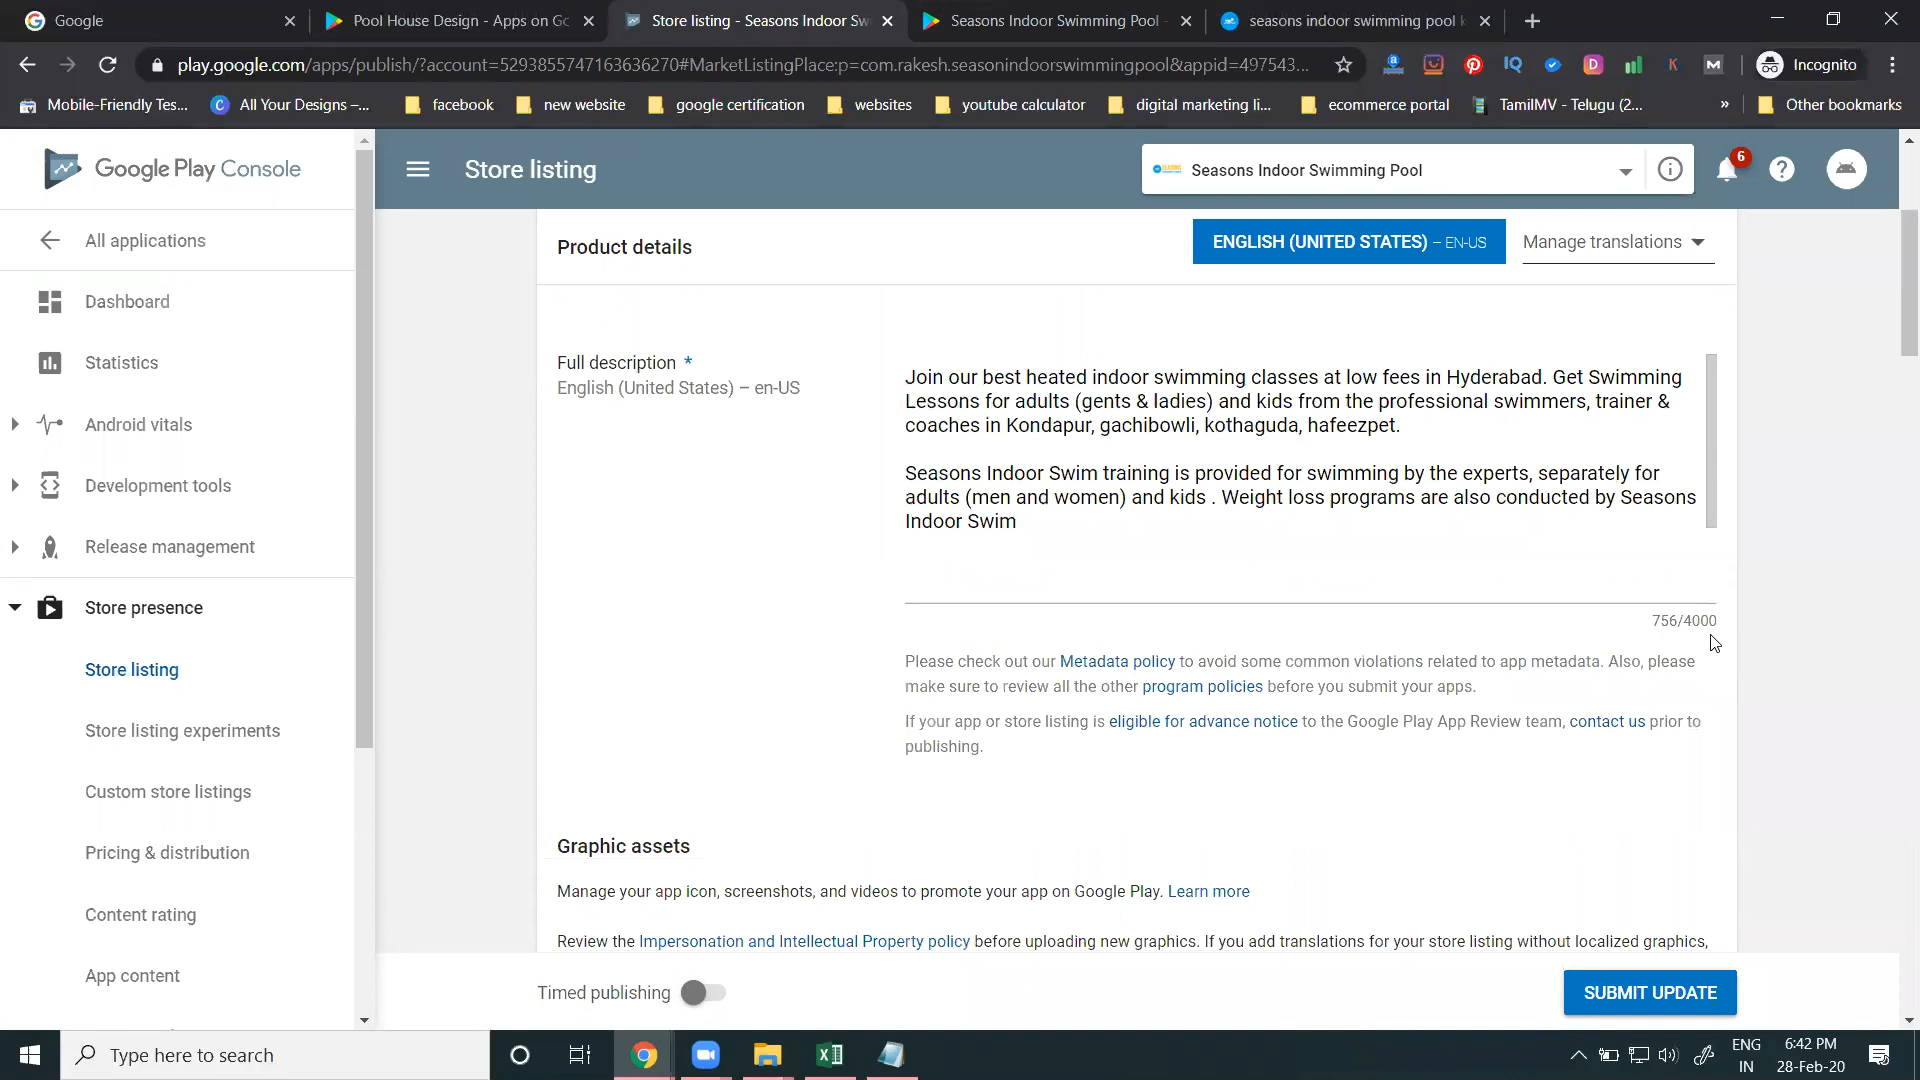 Google
Pool House Design - Apps on Go
Store listing - Seasons Indoor Sw
Seasons Indoor Swimming Pool -
seasons indoor swimming pool k
play.google.com/apps/publish/?account=5293855747163636270#MarketListingPlace:p=com.rakesh.seasonindoorswimmingpool&appid=497543...
Incognito
Mobile-Friendly Tes...
All Your Designs –...
facebook
new website
google certification
websites
youtube calculator
digital marketing li...
ecommerce portal
TamilMV - Telugu (2...
»
Other bookmarks
Google Play Console
Store listing
Seasons Indoor Swimming Pool
6
All applications
Dashboard
Statistics
Android vitals
Development tools
Release management
Store presence
Store listing
Store listing experiments
Custom store listings
Pricing & distribution
Content rating
App content
Product details
ENGLISH (UNITED STATES) – EN-US
Manage translations
Full description *
English (United States) – en-US
Join our best heated indoor swimming classes at low fees in Hyderabad. Get Swimming
Lessons for adults (gents & ladies) and kids from the professional swimmers, trainer &
coaches in Kondapur, gachibowli, kothaguda, hafeezpet.
Seasons Indoor Swim training is provided for swimming by the experts, separately for
adults (men and women) and kids . Weight loss programs are also conducted by Seasons
Indoor Swim
756/4000
Please check out our Metadata policy to avoid some common violations related to app metadata. Also, please
make sure to review all the other program policies before you submit your apps.
If your app or store listing is eligible for advance notice to the Google Play App Review team, contact us prior to
publishing.
Graphic assets
Manage your app icon, screenshots, and videos to promote your app on Google Play. Learn more
Review the Impersonation and Intellectual Property policy before uploading new graphics. If you add translations for your store listing without localized graphics,
Timed publishing
SUBMIT UPDATE
Type here to search
ENG
IN
6:42 PM
28-Feb-20